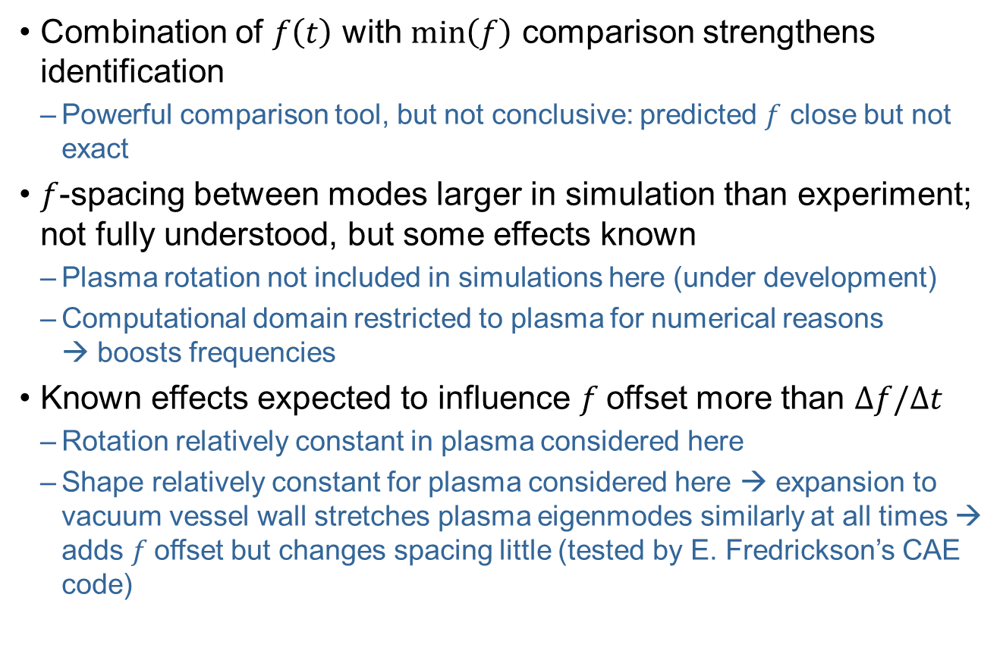 • Combination of f(t) with min(f) comparison strengthens
identification
– Powerful comparison tool, but not conclusive: predicted f close but not
exact
• f-spacing between modes larger in simulation than experiment;
not fully understood, but some effects known
– Plasma rotation not included in simulations here (under development)
– Computational domain restricted to plasma for numerical reasons
→ boosts frequencies
• Known effects expected to influence f offset more than Δf/Δt
– Rotation relatively constant in plasma considered here
– Shape relatively constant for plasma considered here → expansion to
vacuum vessel wall stretches plasma eigenmodes similarly at all times →
adds f offset but changes spacing little (tested by E. Fredrickson’s CAE
code)